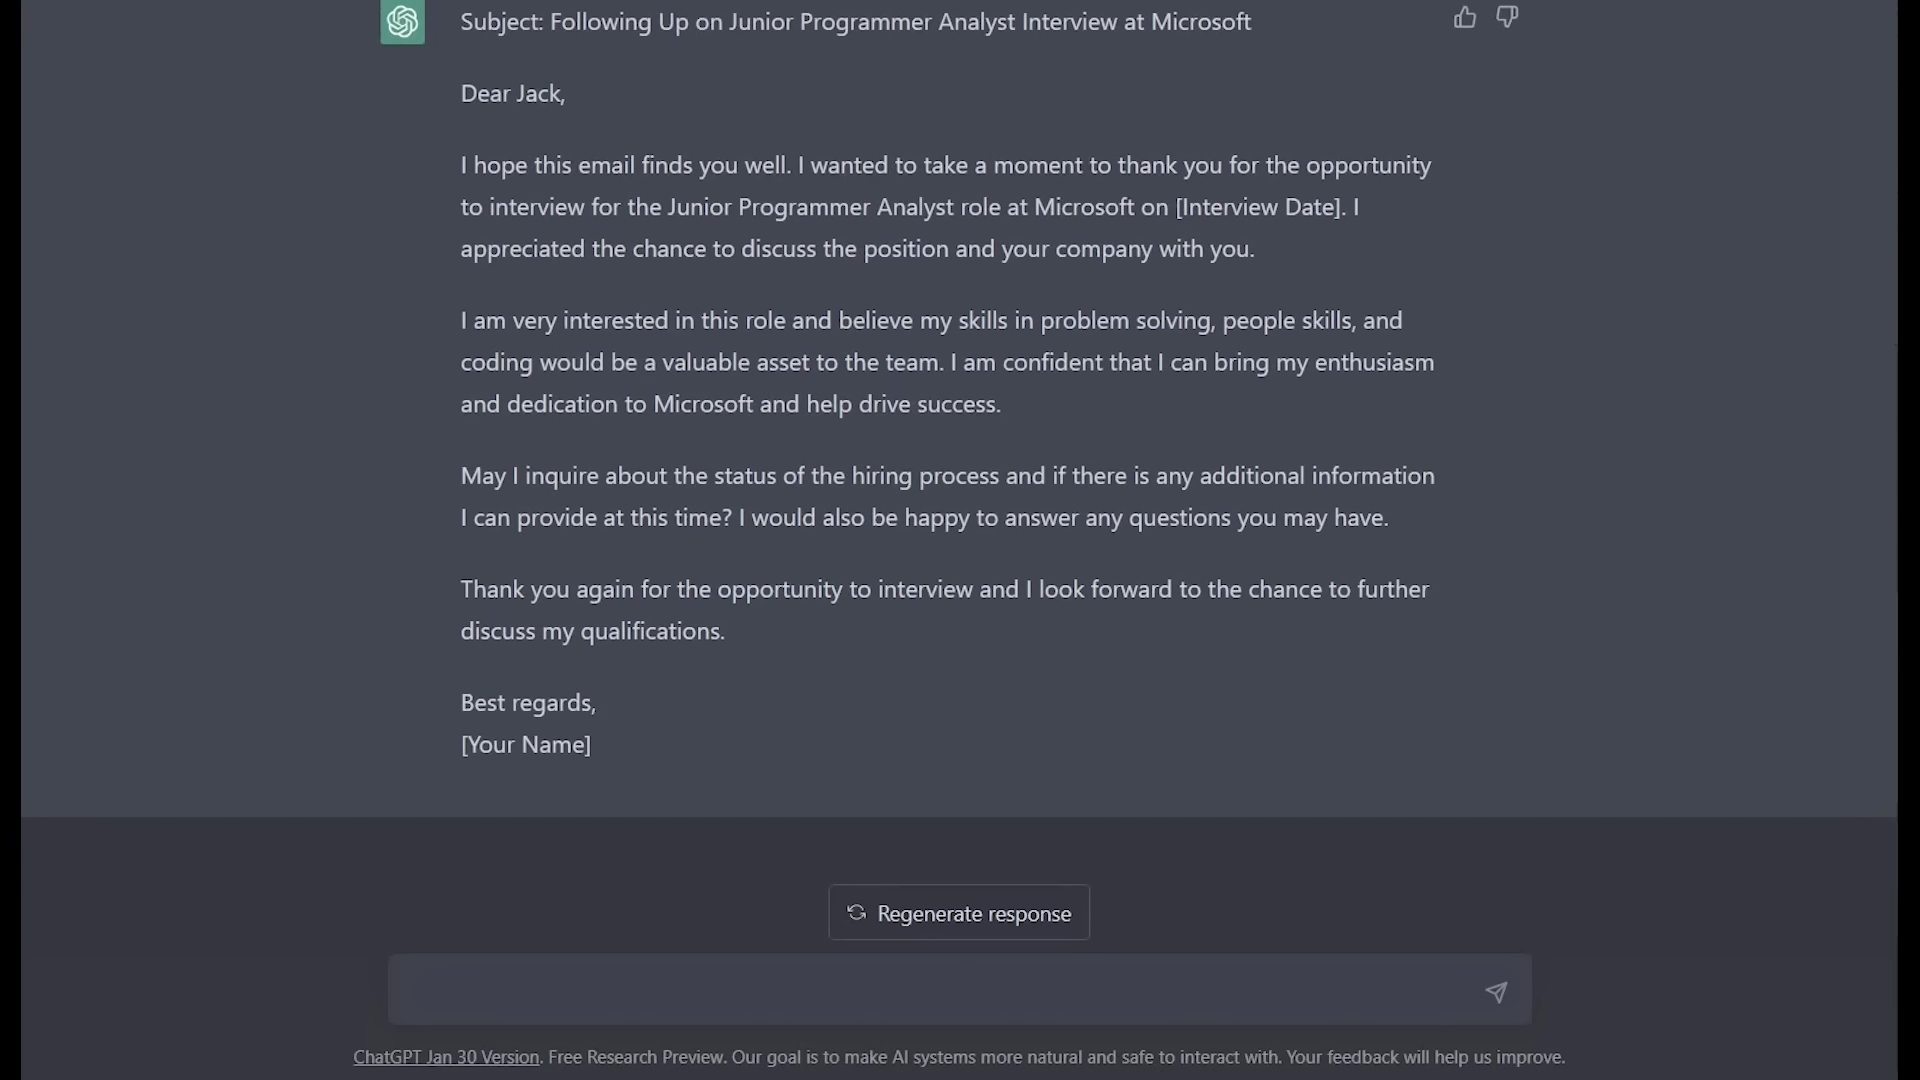 Subject: Following Up on Junior Programmer Analyst Interview at Microsoft
Dear Jack,
I hope this email finds you well. I wanted to take a moment to thank you for the opportunity
to interview for the Junior Programmer Analyst role at Microsoft on [Interview Date]. I
appreciated the chance to discuss the position and your company with you.
I am very interested in this role and believe my skills in problem solving, people skills, and
coding would be a valuable asset to the team. I am confident that I can bring my enthusiasm
and dedication to Microsoft and help drive success.
May I inquire about the status of the hiring process and if there is any additional information
I can provide at this time? I would also be happy to answer any questions you may have.
Thank you again for the opportunity to interview and I look forward to the chance to further
discuss my qualifications.
Best regards,
[Your Name]
Regenerate response
ChatGPT Jan 30 Version. Free Research Preview. Our goal is to make AI systems more natural and safe to interact with. Your feedback will help us improve.